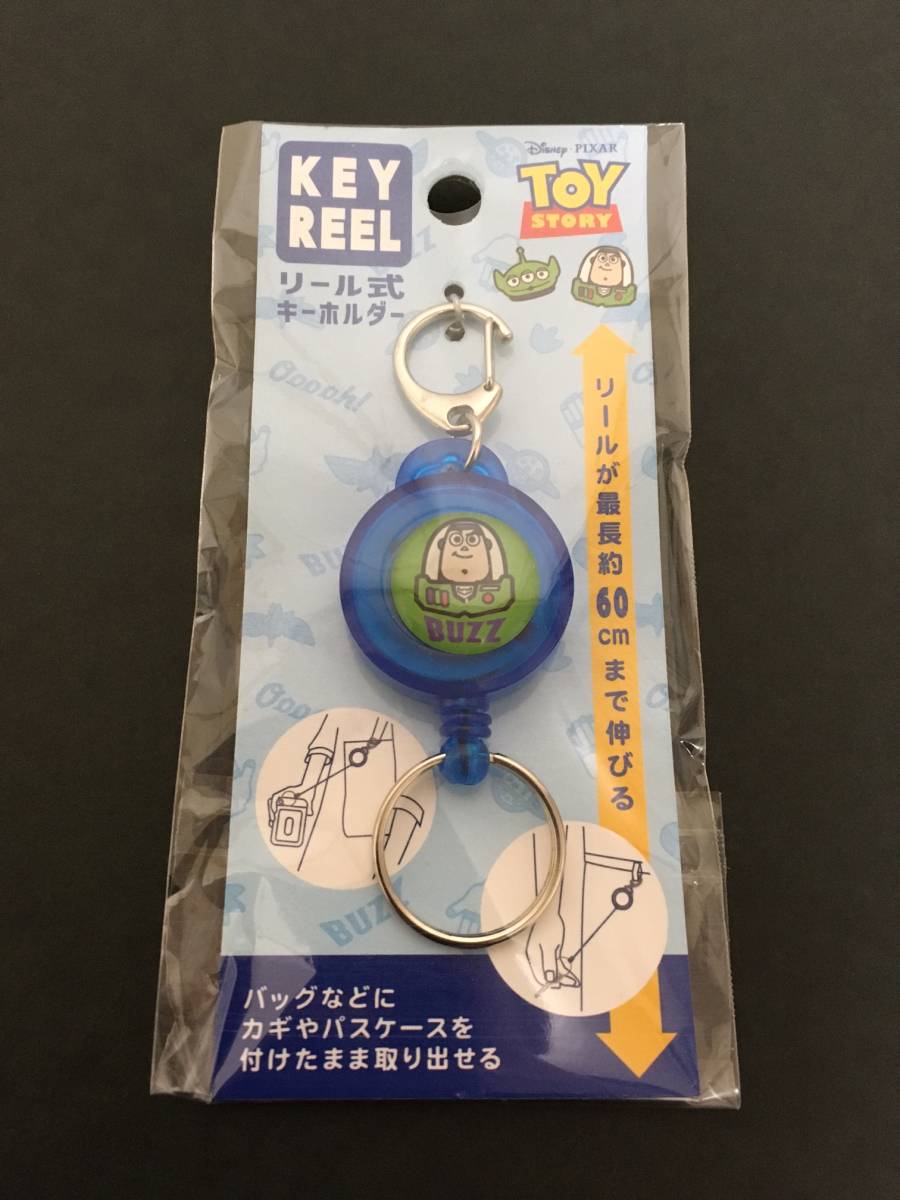 KEY
REEL
リール式
キーホルダー
Disney · PIXAR
TOY
STORY
リールが最長約60cmまで伸びる
Ooooh!
BUZZ
BUZZ
BUZZ
バッグなどに
カギやパスケースを
付けたまま取り出せる